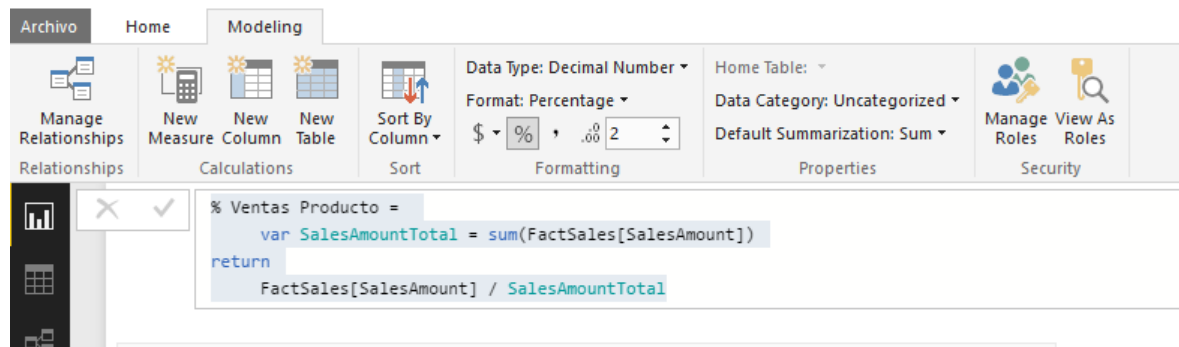 Archivo
Home
Modeling
Manage
Relationships
New
Measure
New
Column
New
Table
Sort By
Column
Data Type: Decimal Number
Format: Percentage
$ % , .00 2
Home Table:
Data Category: Uncategorized
Default Summarization: Sum
Manage
Roles
View As
Roles
Relationships
Calculations
Sort
Formatting
Properties
Security
% Ventas Producto =
var SalesAmountTotal = sum(FactSales[SalesAmount])
return
FactSales[SalesAmount] / SalesAmountTotal